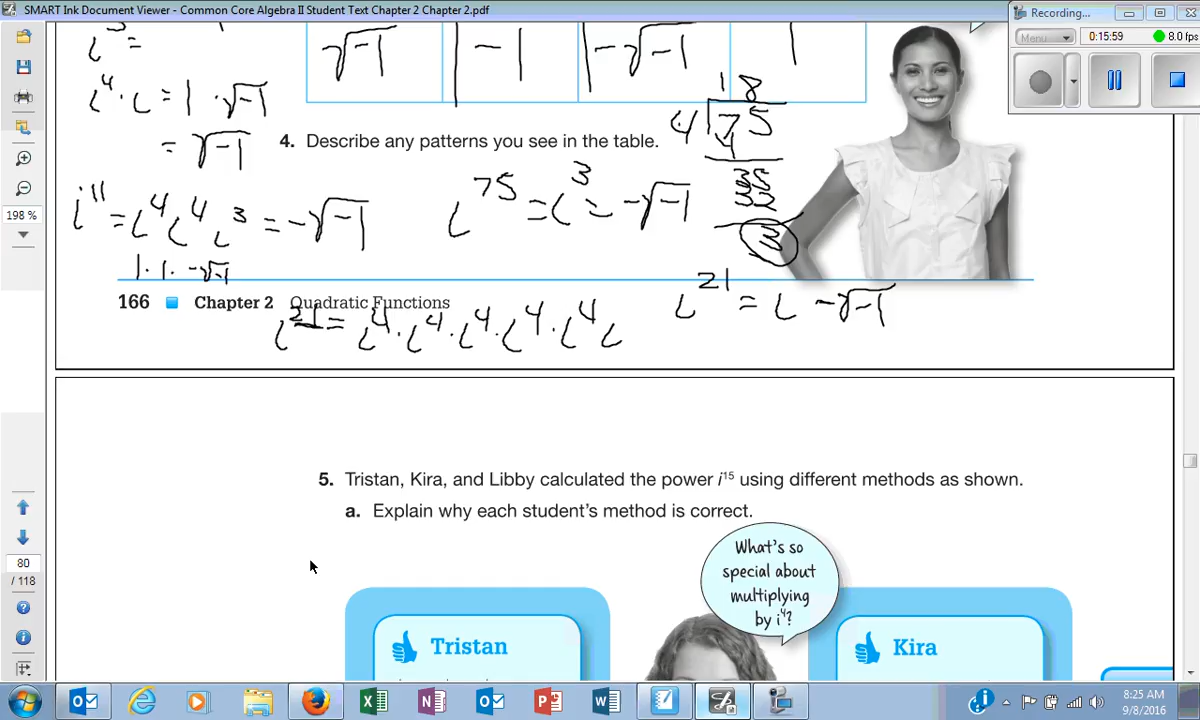 SMART Ink Document Viewer - Common Core Algebra II Student Text Chapter 2 Chapter 2.pdf
Recording...
Menu
0:15:59
8.0 fps
198 %
80
/ 118
i⁵ =
i⁴ · i = 1 · √-1
= √-1
√-1
-1
-√-1
1
4. Describe any patterns you see in the table.
18
4 75
4
35
32
3
i¹¹ = i⁴ i⁴ i³ = -√-1
1 · 1 · -√-1
i⁷⁵ = i³ = -√-1
i²¹ = i -√-1
166 Chapter 2 Quadratic Functions
i²¹ = i⁴ · i⁴ · i⁴ · i⁴ · i⁴ i
5. Tristan, Kira, and Libby calculated the power i¹⁵ using different methods as shown.
a. Explain why each student's method is correct.
What's so
special about
multiplying
by i⁴?
Tristan
Kira
8:25 AM
9/8/2016